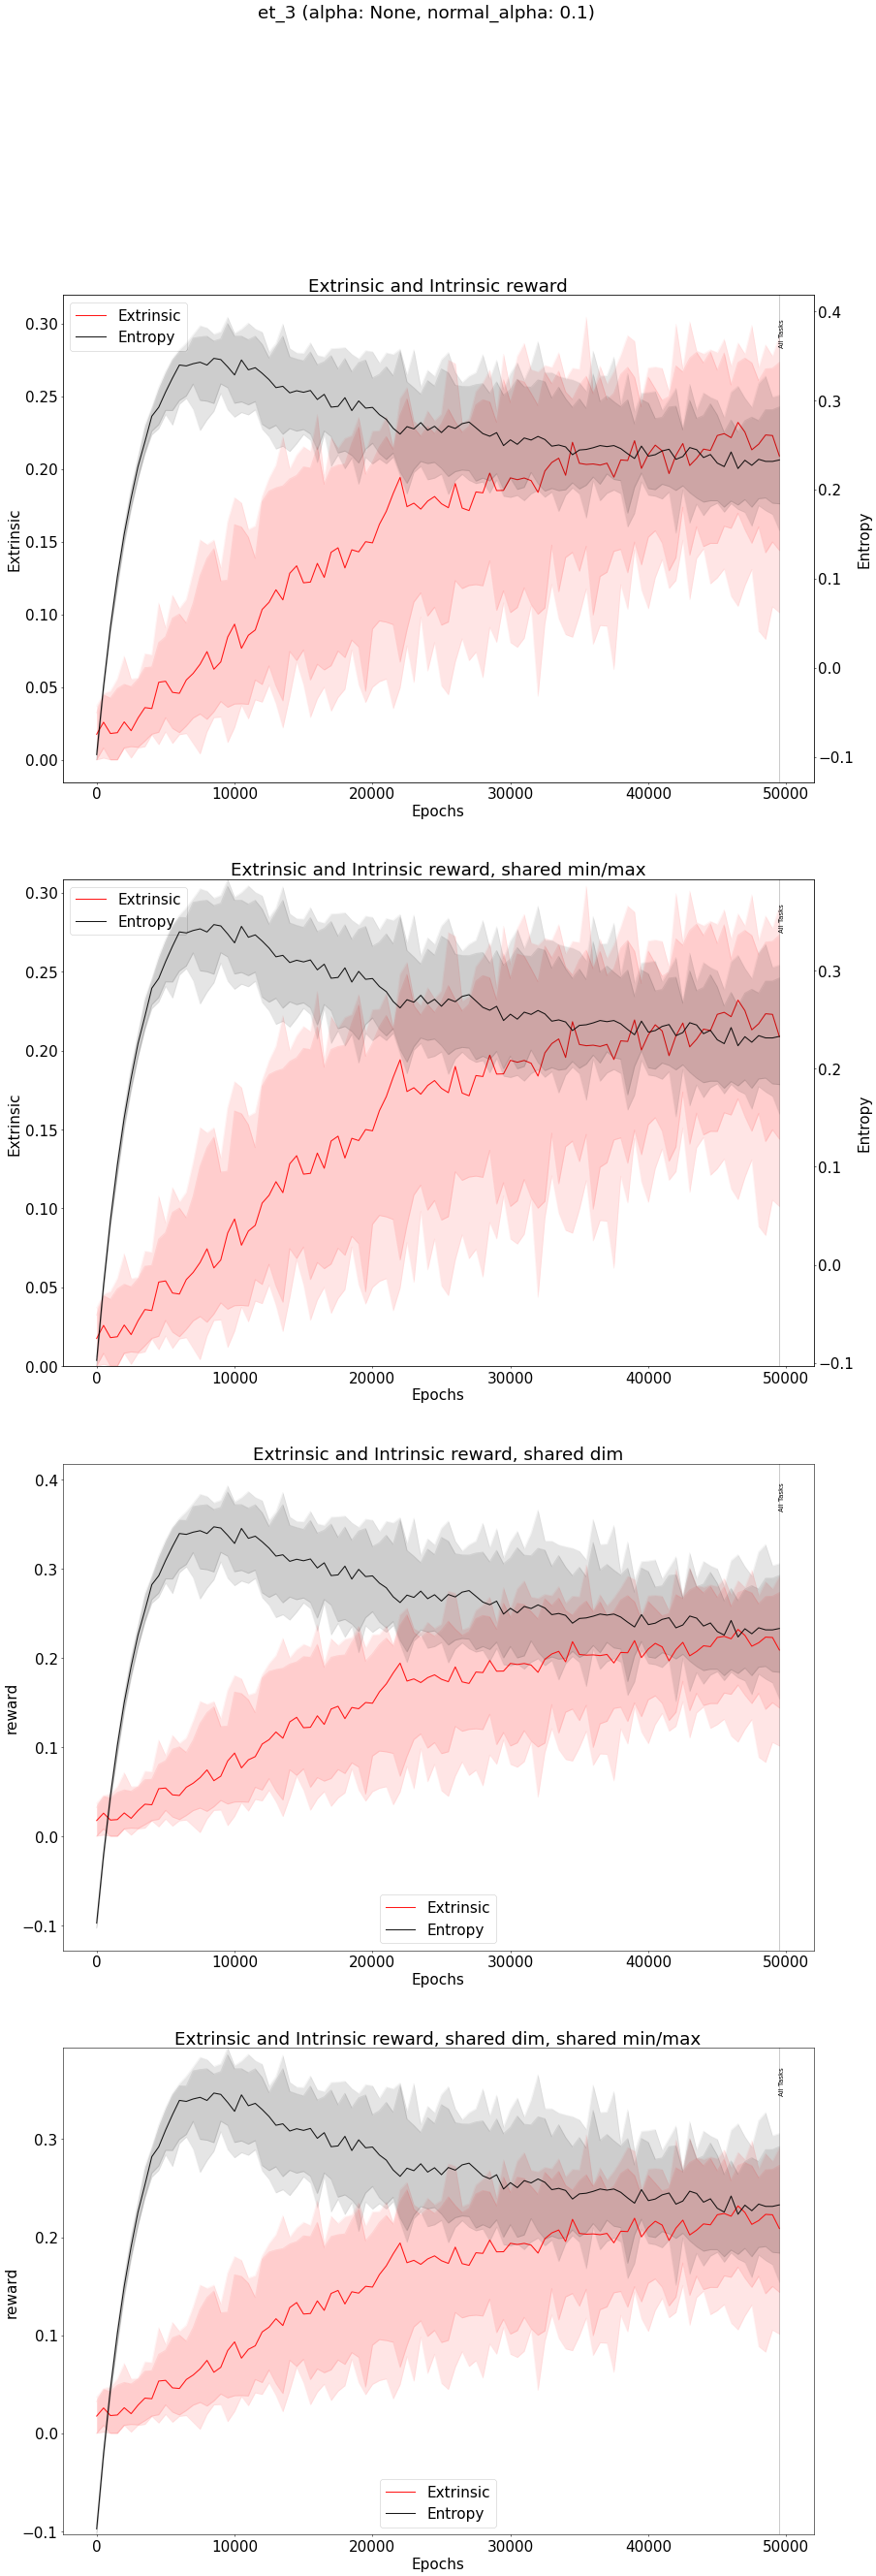 et_3 (alpha: None, normal_alpha: 0.1)
Extrinsic and Intrinsic reward
Extrinsic
Entropy
All Tasks
0.30
0.25
0.20
0.15
0.10
0.05
0.00
Extrinsic
0.4
0.3
0.2
0.1
0.0
−0.1
Entropy
0 10000 20000 30000 40000 50000
Epochs
Extrinsic and Intrinsic reward, shared min/max
Extrinsic
Entropy
All Tasks
0.30
0.25
0.20
0.15
0.10
0.05
0.00
Extrinsic
0.3
0.2
0.1
0.0
−0.1
Entropy
0 10000 20000 30000 40000 50000
Epochs
Extrinsic and Intrinsic reward, shared dim
All Tasks
0.4
0.3
0.2
0.1
0.0
−0.1
reward
Extrinsic
Entropy
0 10000 20000 30000 40000 50000
Epochs
Extrinsic and Intrinsic reward, shared dim, shared min/max
All Tasks
0.3
0.2
0.1
0.0
−0.1
reward
Extrinsic
Entropy
0 10000 20000 30000 40000 50000
Epochs